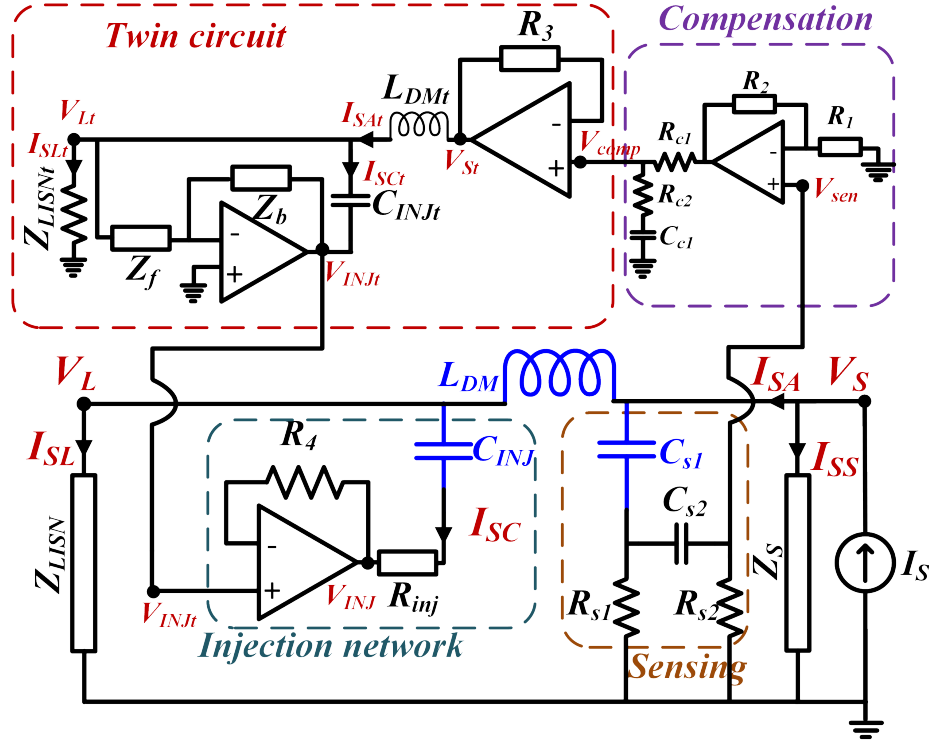 Twin circuit
Compensation
R3
R2
R1
LDMt
VLt
ISAt
Rc1
Vcomp
ISLt
VSt
-
-
+
+
Vsen
ISCt
Rc2
ZLISNt
Zb
CINJt
Cc1
-
Zf
+
VINJt
VL
LDM
ISA
VS
R4
CINJ
Cs1
ISL
ISS
Cs2
-
ISC
ZLISN
ZS
IS
+
VINJt
VINJ
Rinj
Rs1
Rs2
Injection network
Sensing